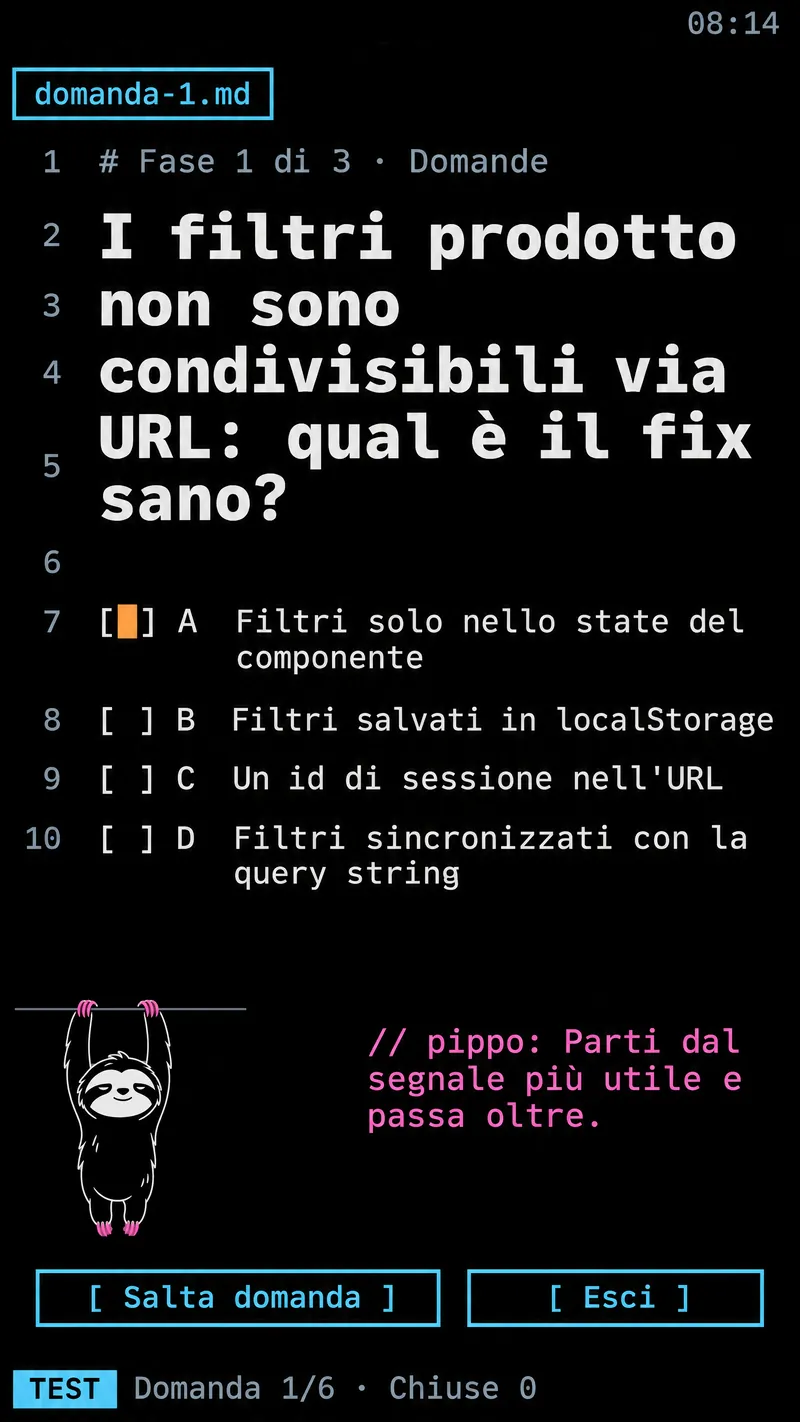 08:14
domanda-1.md
1 # Fase 1 di 3 · Domande
2 I filtri prodotto
3 non sono
4 condivisibili via
5 URL: qual è il fix
sano?
6
7 [ ] A Filtri solo nello state del
componente
8 [ ] B Filtri salvati in localStorage
9 [ ] C Un id di sessione nell'URL
10 [ ] D Filtri sincronizzati con la
query string
// pippo: Parti dal
segnale più utile e
passa oltre.
[ Salta domanda ] [ Esci ]
TEST Domanda 1/6 · Chiuse 0